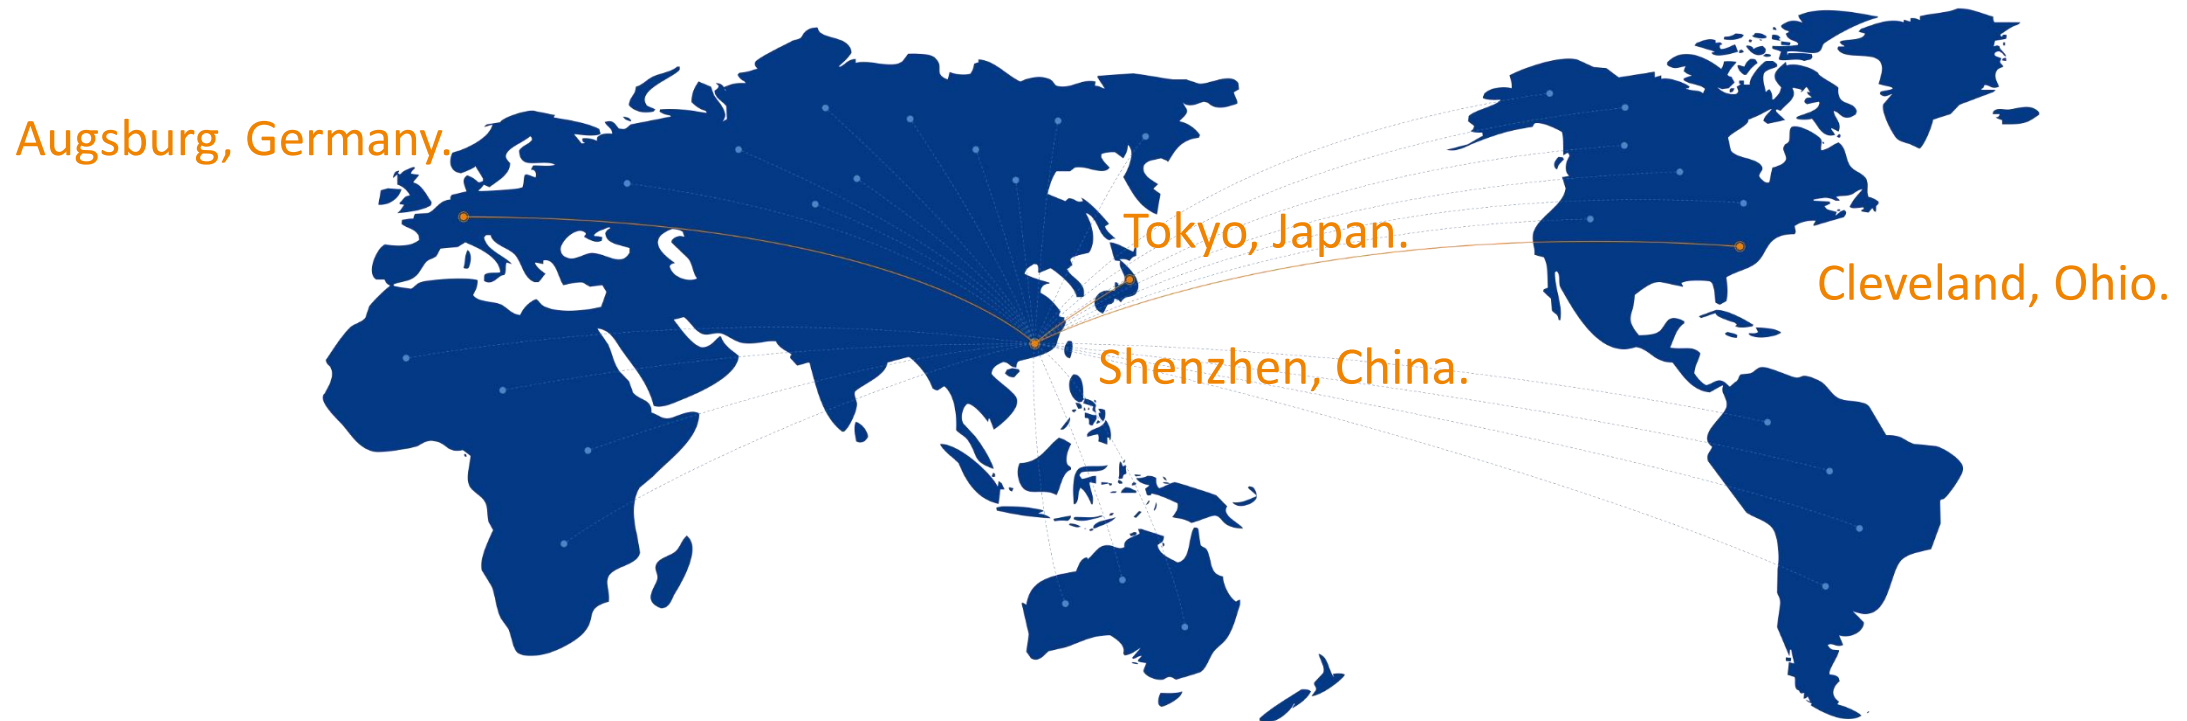 Augsburg, Germany.
Tokyo, Japan.
Cleveland, Ohio.
Shenzhen, China.